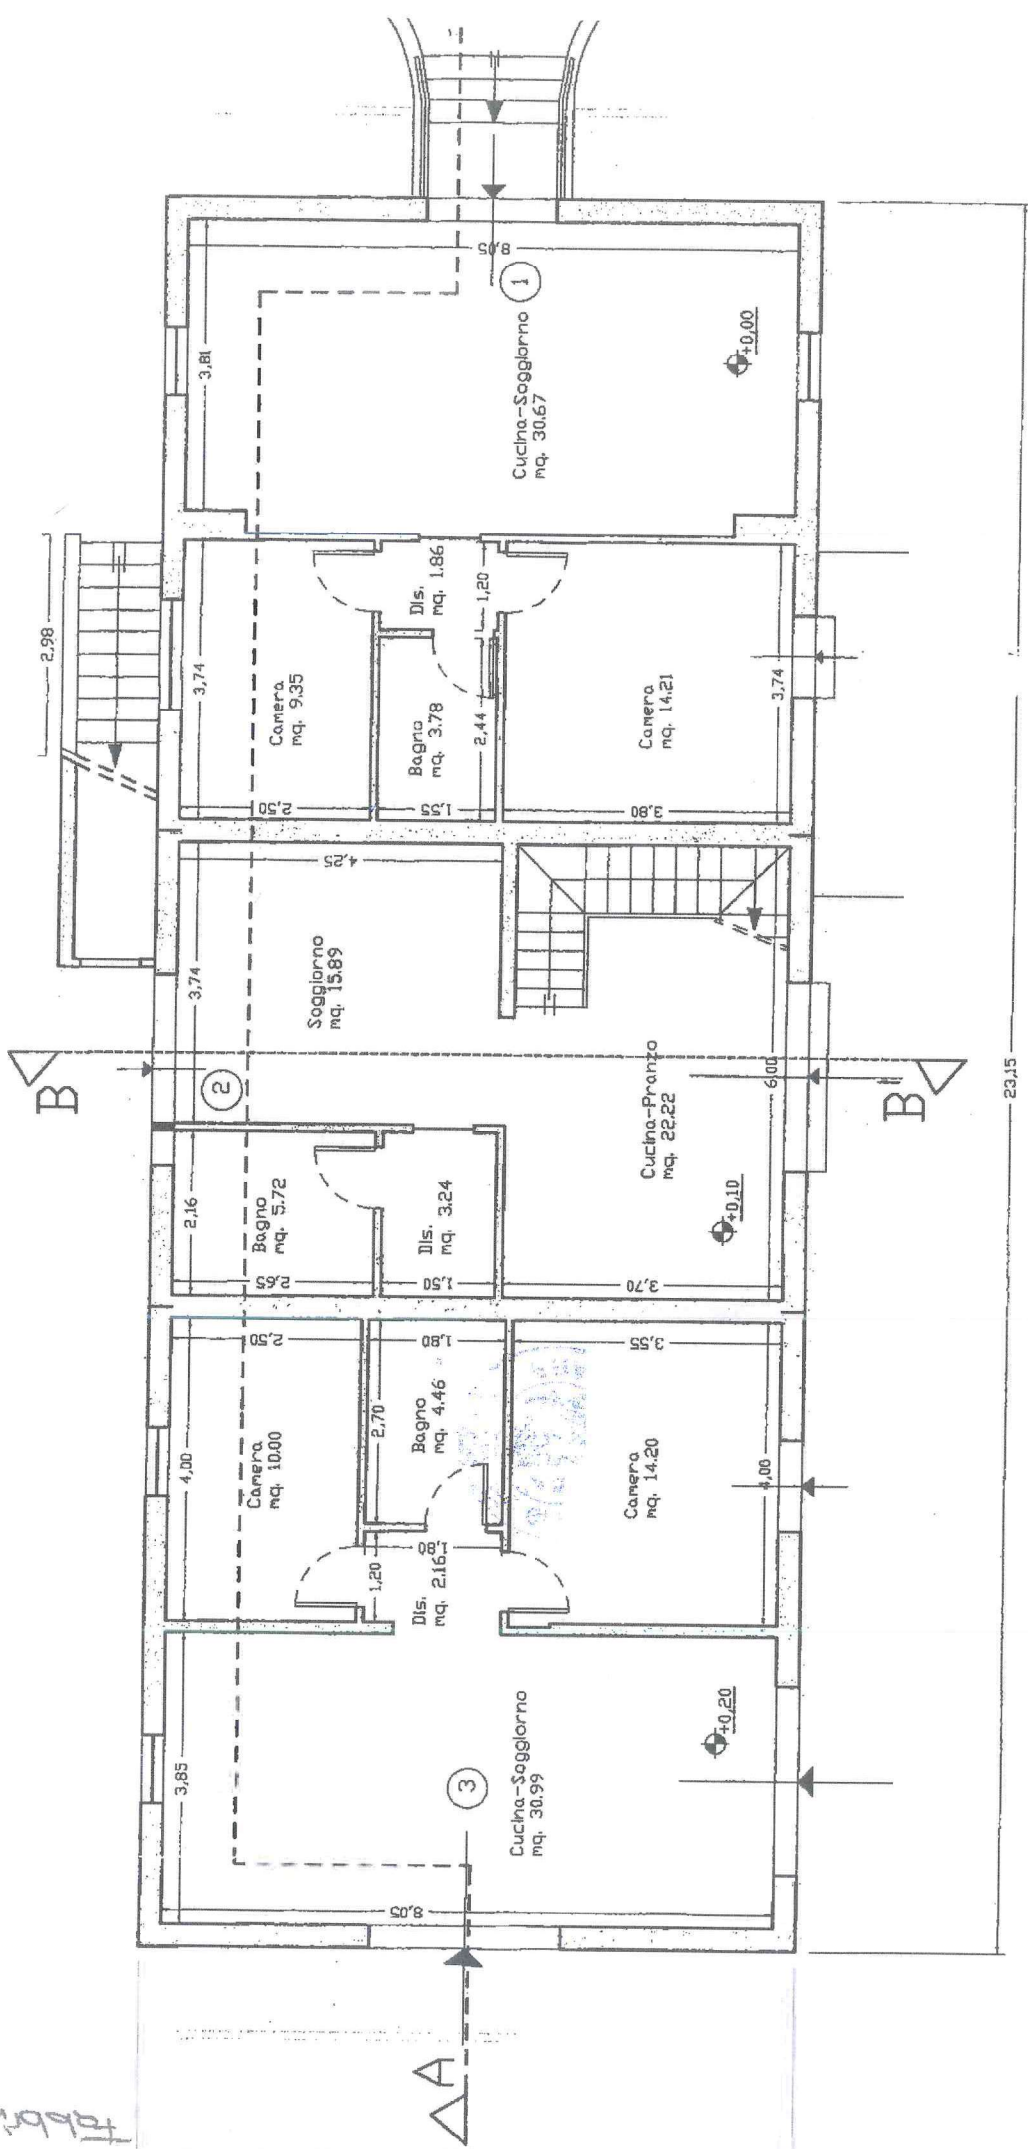 Fabbri
A
B
B
2,98
23,15
8,05
3,81
1
Cucina-Soggiorno
mq. 30.67
+0,00
3,74
Camera
mq. 9.35
2,50
Dis.
mq. 1.86
1,20
Bagno
mq. 3.78
2,44
1,55
Camera
mq. 14.21
3,74
3,80
4,25
3,74
Soggiorno
mq. 15.89
2
Cucina-Pranzo
mq. 22.22
6,00
+0,10
2,16
Bagno
mq. 5.72
2,65
Dis.
mq. 3.24
1,50
3,70
2,50
4,00
Camera
mq. 10.00
1,80
2,70
Bagno
mq. 4.46
3,55
Camera
mq. 14.20
4,00
1,80
1,20
Dis.
mq. 2.16
3,85
3
Cucina-Soggiorno
mq. 30.99
+0,20
8,05